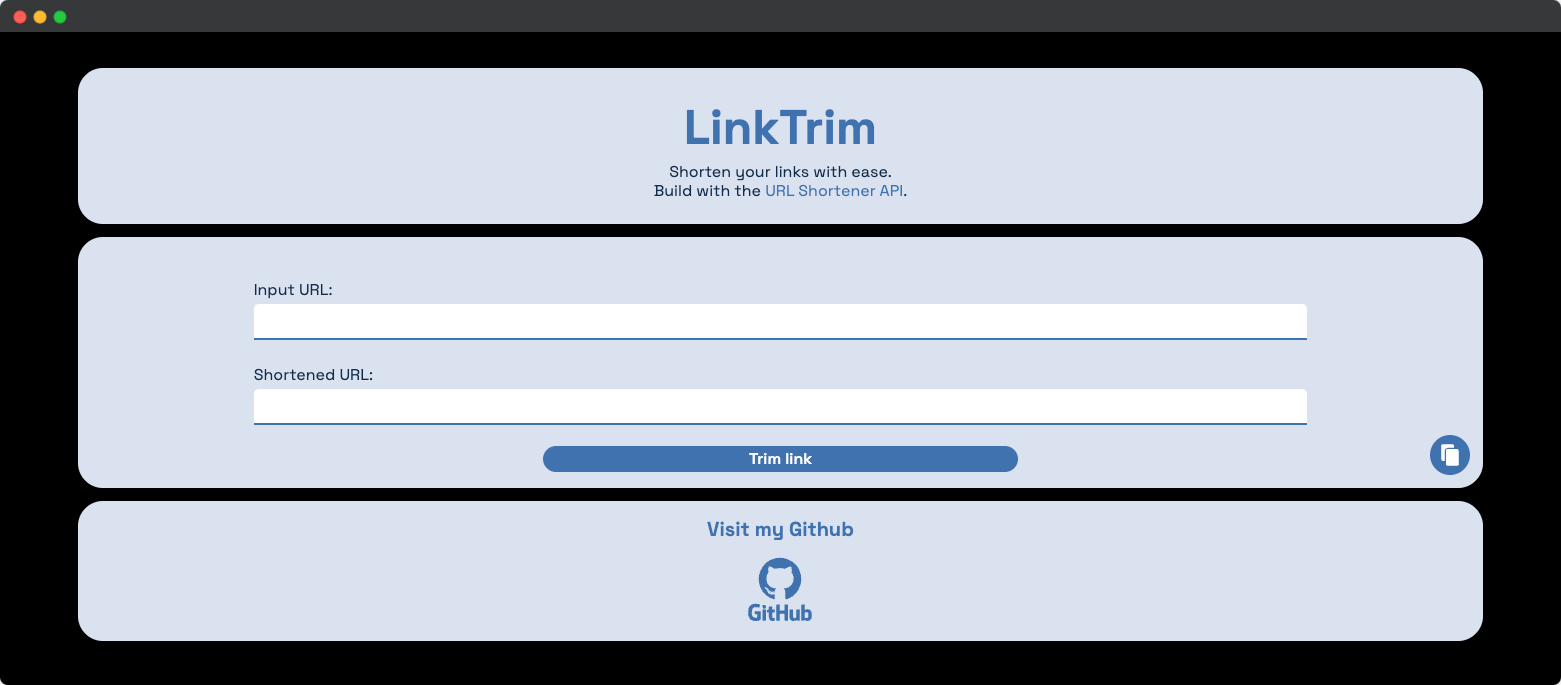 LinkTrim
Shorten your links with ease.
Build with the URL Shortener API.
Input URL:
Shortened URL:
Trim link
Visit my Github
GitHub